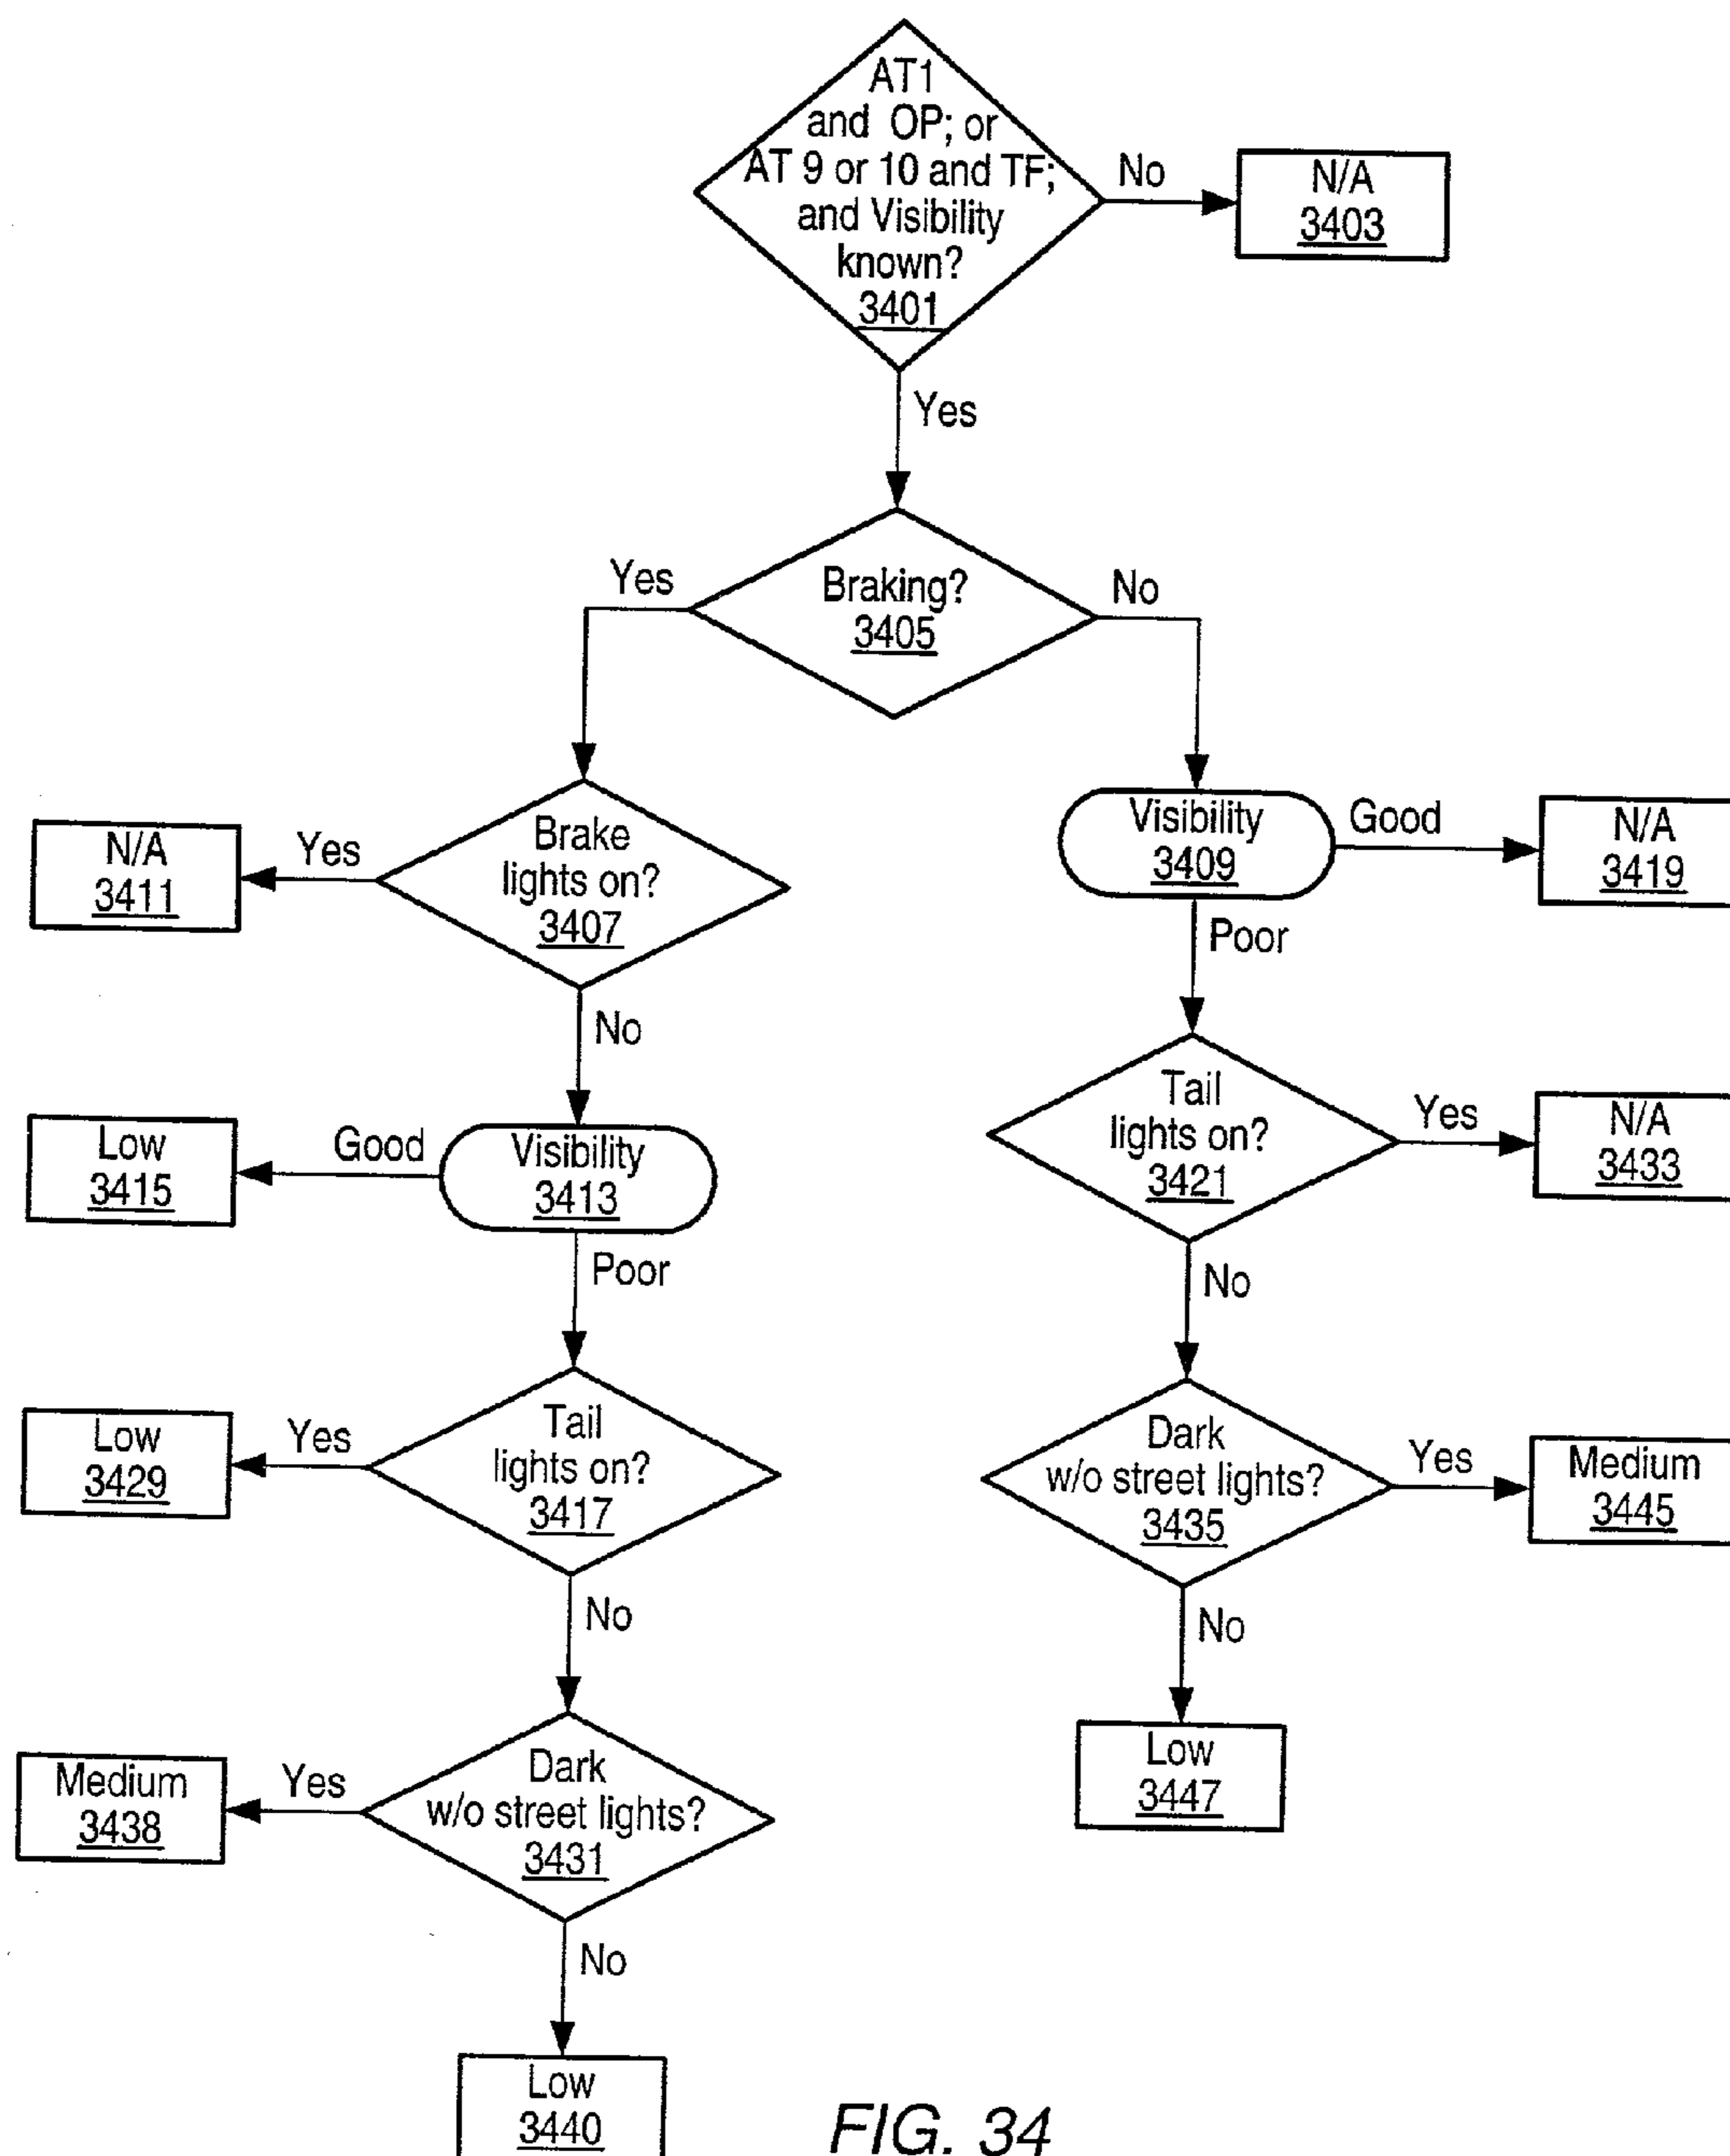 AT1
and OP; or
AT 9 or 10 and TF;
and Visibility
known?
3401
No
N/A
3403
Yes
Braking?
3405
Yes
No
Brake
lights on?
3407
Yes
N/A
3411
Visibility
3409
Good
N/A
3419
No
Poor
Visibility
3413
Good
Low
3415
Tail
lights on?
3421
Yes
N/A
3433
Poor
No
Tail
lights on?
3417
Yes
Low
3429
Dark
w/o street lights?
3435
Yes
Medium
3445
No
No
Dark
w/o street lights?
3431
Yes
Medium
3438
Low
3447
No
Low
3440
FIG. 34